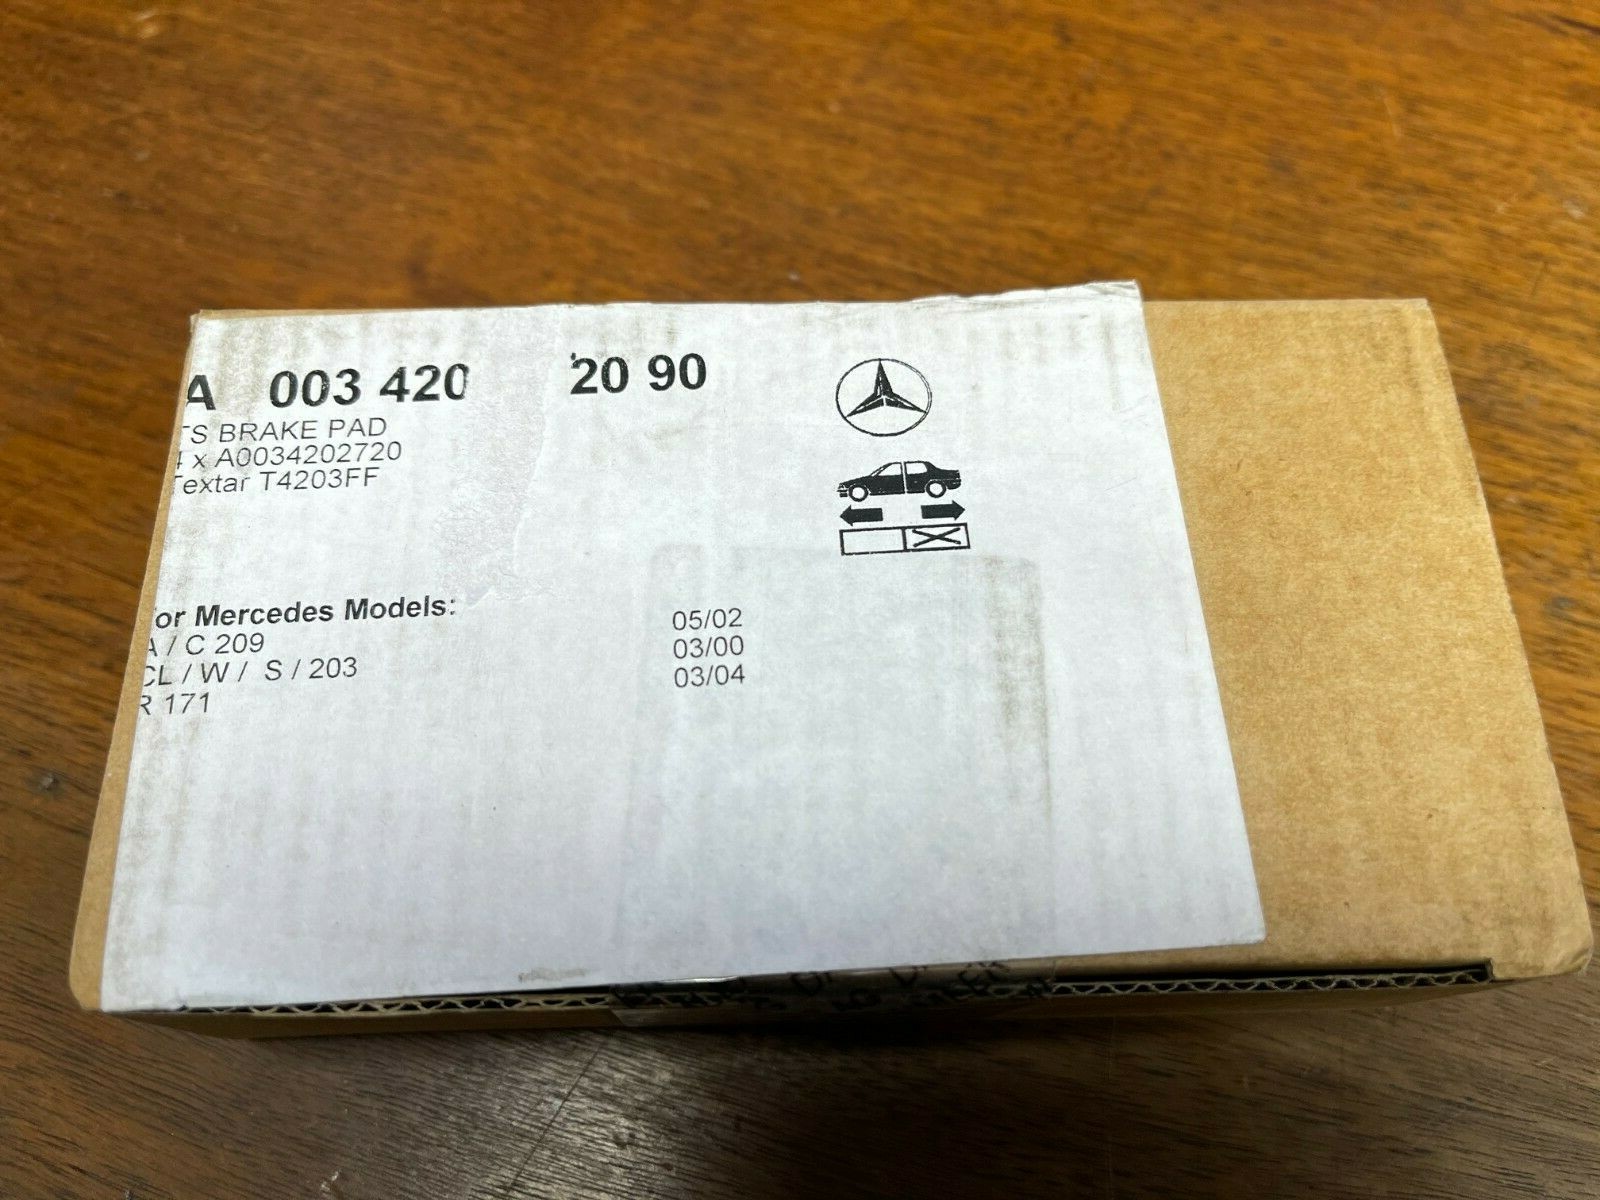 A 003 420 20 90
TS BRAKE PAD
4 x A0034202720
Textar T4203FF
or Mercedes Models:
A / C 209 05/02
CL / W / S / 203 03/00
R 171 03/04